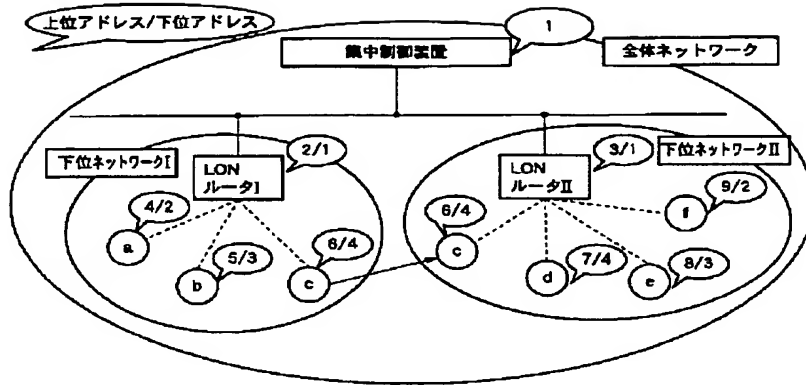 上位アドレス/下位アドレス
1
集中制御装置
全体ネットワーク
下位ネットワークI
LON
ルータI
2/1
LON
ルータII
3/1
下位ネットワークII
4/2
a
5/3
b
6/4
c
6/4
c
7/4
d
8/3
e
9/2
f